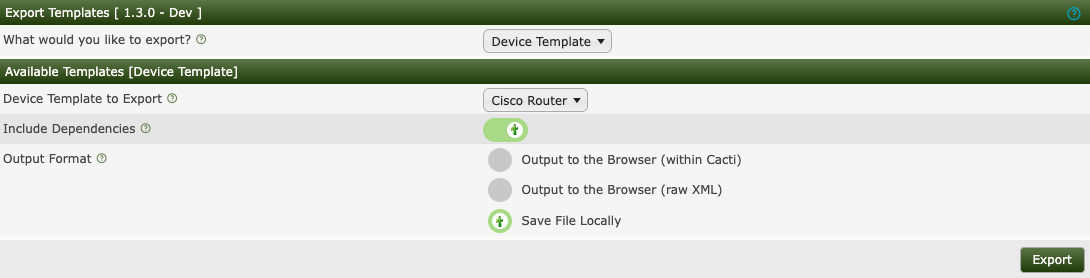 Export Templates [ 1.3.0 - Dev ]
What would you like to export?
Device Template
Available Templates [Device Template]
Device Template to Export
Cisco Router
Include Dependencies
Output Format
Output to the Browser (within Cacti)
Output to the Browser (raw XML)
Save File Locally
Export